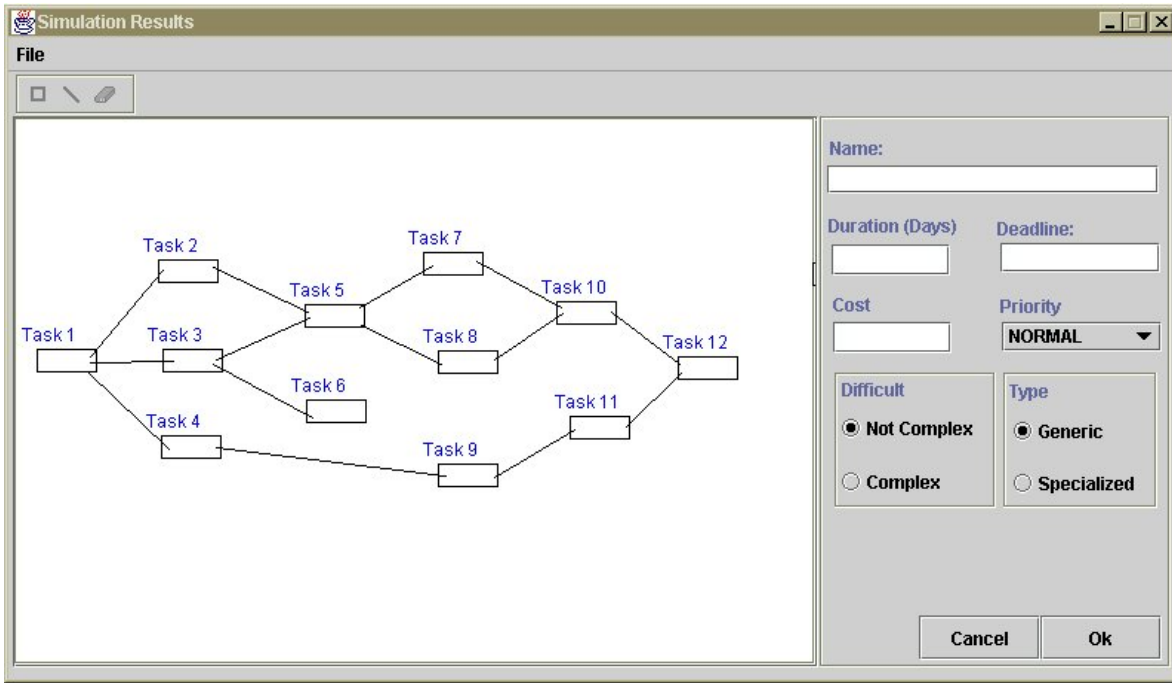 Simulation Results
File
Task 1
Task 2
Task 3
Task 4
Task 5
Task 6
Task 7
Task 8
Task 9
Task 10
Task 11
Task 12
Name:
Duration (Days) Deadline:
Cost Priority
NORMAL
Difficult Type
Not Complex Generic
Complex Specialized
Cancel Ok